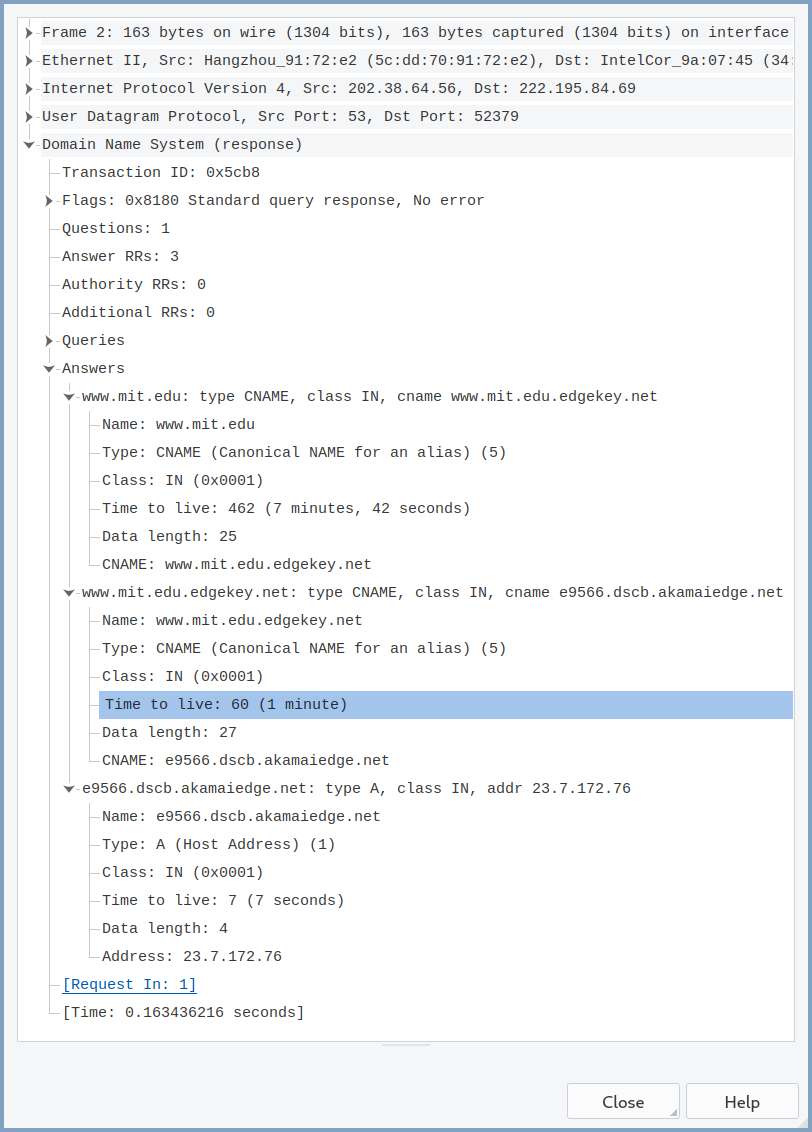 Frame 2: 163 bytes on wire (1304 bits), 163 bytes captured (1304 bits) on interface
Ethernet II, Src: Hangzhou_91:72:e2 (5c:dd:70:91:72:e2), Dst: IntelCor_9a:07:45 (34:
Internet Protocol Version 4, Src: 202.38.64.56, Dst: 222.195.84.69
User Datagram Protocol, Src Port: 53, Dst Port: 52379
Domain Name System (response)
Transaction ID: 0x5cb8
Flags: 0x8180 Standard query response, No error
Questions: 1
Answer RRs: 3
Authority RRs: 0
Additional RRs: 0
Queries
Answers
www.mit.edu: type CNAME, class IN, cname www.mit.edu.edgekey.net
Name: www.mit.edu
Type: CNAME (Canonical NAME for an alias) (5)
Class: IN (0x0001)
Time to live: 462 (7 minutes, 42 seconds)
Data length: 25
CNAME: www.mit.edu.edgekey.net
www.mit.edu.edgekey.net: type CNAME, class IN, cname e9566.dscb.akamaiedge.net
Name: www.mit.edu.edgekey.net
Type: CNAME (Canonical NAME for an alias) (5)
Class: IN (0x0001)
Time to live: 60 (1 minute)
Data length: 27
CNAME: e9566.dscb.akamaiedge.net
e9566.dscb.akamaiedge.net: type A, class IN, addr 23.7.172.76
Name: e9566.dscb.akamaiedge.net
Type: A (Host Address) (1)
Class: IN (0x0001)
Time to live: 7 (7 seconds)
Data length: 4
Address: 23.7.172.76
[Request In: 1]
[Time: 0.163436216 seconds]
Close Help